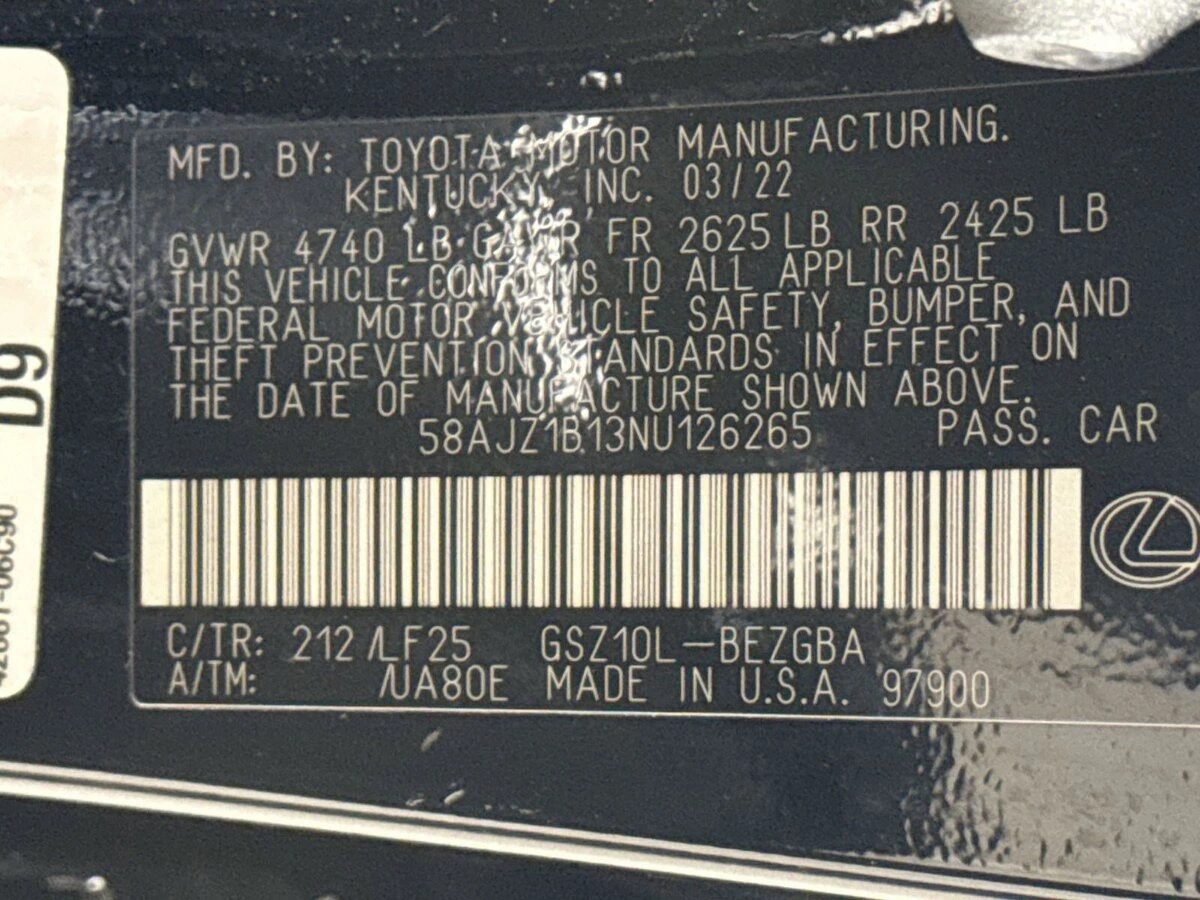 MFD. BY: TOYOTA MOTOR MANUFACTURING.
KENTUCKY, INC. 03/22
GVWR 4740 LB GAWR FR 2625 LB RR 2425 LB
THIS VEHICLE CONFORMS TO ALL APPLICABLE
FEDERAL MOTOR VEHICLE SAFETY, BUMPER, AND
THEFT PREVENTION STANDARDS IN EFFECT ON
THE DATE OF MANUFACTURE SHOWN ABOVE.
58AJZ1B13NU126265 PASS. CAR
C/TR: 212 /LF25 GSZ10L-BEZGBA
A/TM: /UA80E MADE IN U.S.A. 97900
D9